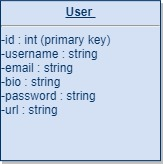 User
-id : int (primary key)
-username : string
-email : string
-bio : string
-password : string
-url : string